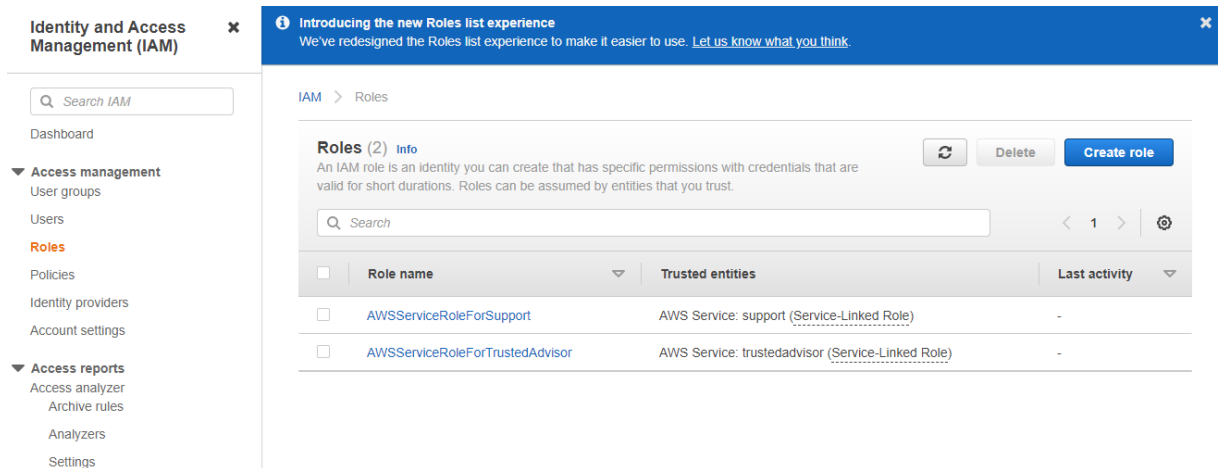 Identity and Access
Management (IAM)
Search IAM
Dashboard
Access management
User groups
Users
Roles
Policies
Identity providers
Account settings
Access reports
Access analyzer
Archive rules
Analyzers
Settings
Introducing the new Roles list experience
We've redesigned the Roles list experience to make it easier to use. Let us know what you think.
IAM > Roles
Roles (2) Info
An IAM role is an identity you can create that has specific permissions with credentials that are
valid for short durations. Roles can be assumed by entities that you trust.
Delete
Create role
Search
1
Role name Trusted entities Last activity
AWSServiceRoleForSupport AWS Service: support (Service-Linked Role) -
AWSServiceRoleForTrustedAdvisor AWS Service: trustedadvisor (Service-Linked Role) -